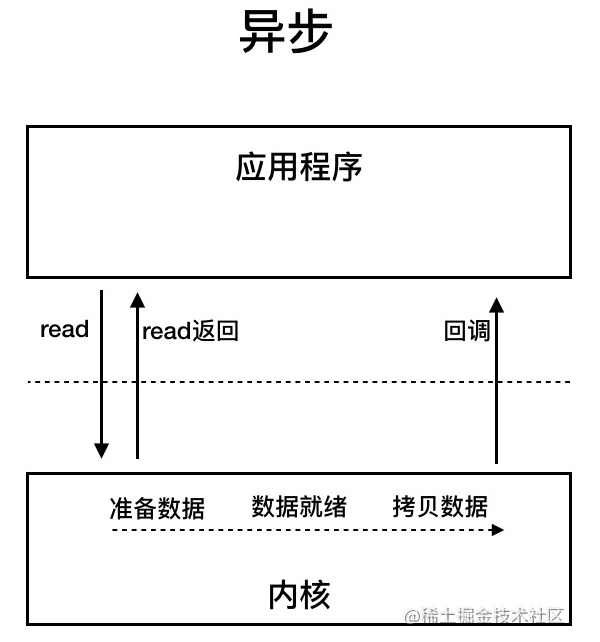 异步
应用程序
read
read返回
回调
准备数据
数据就绪
拷贝数据
内核
@稀土掘金技术社区